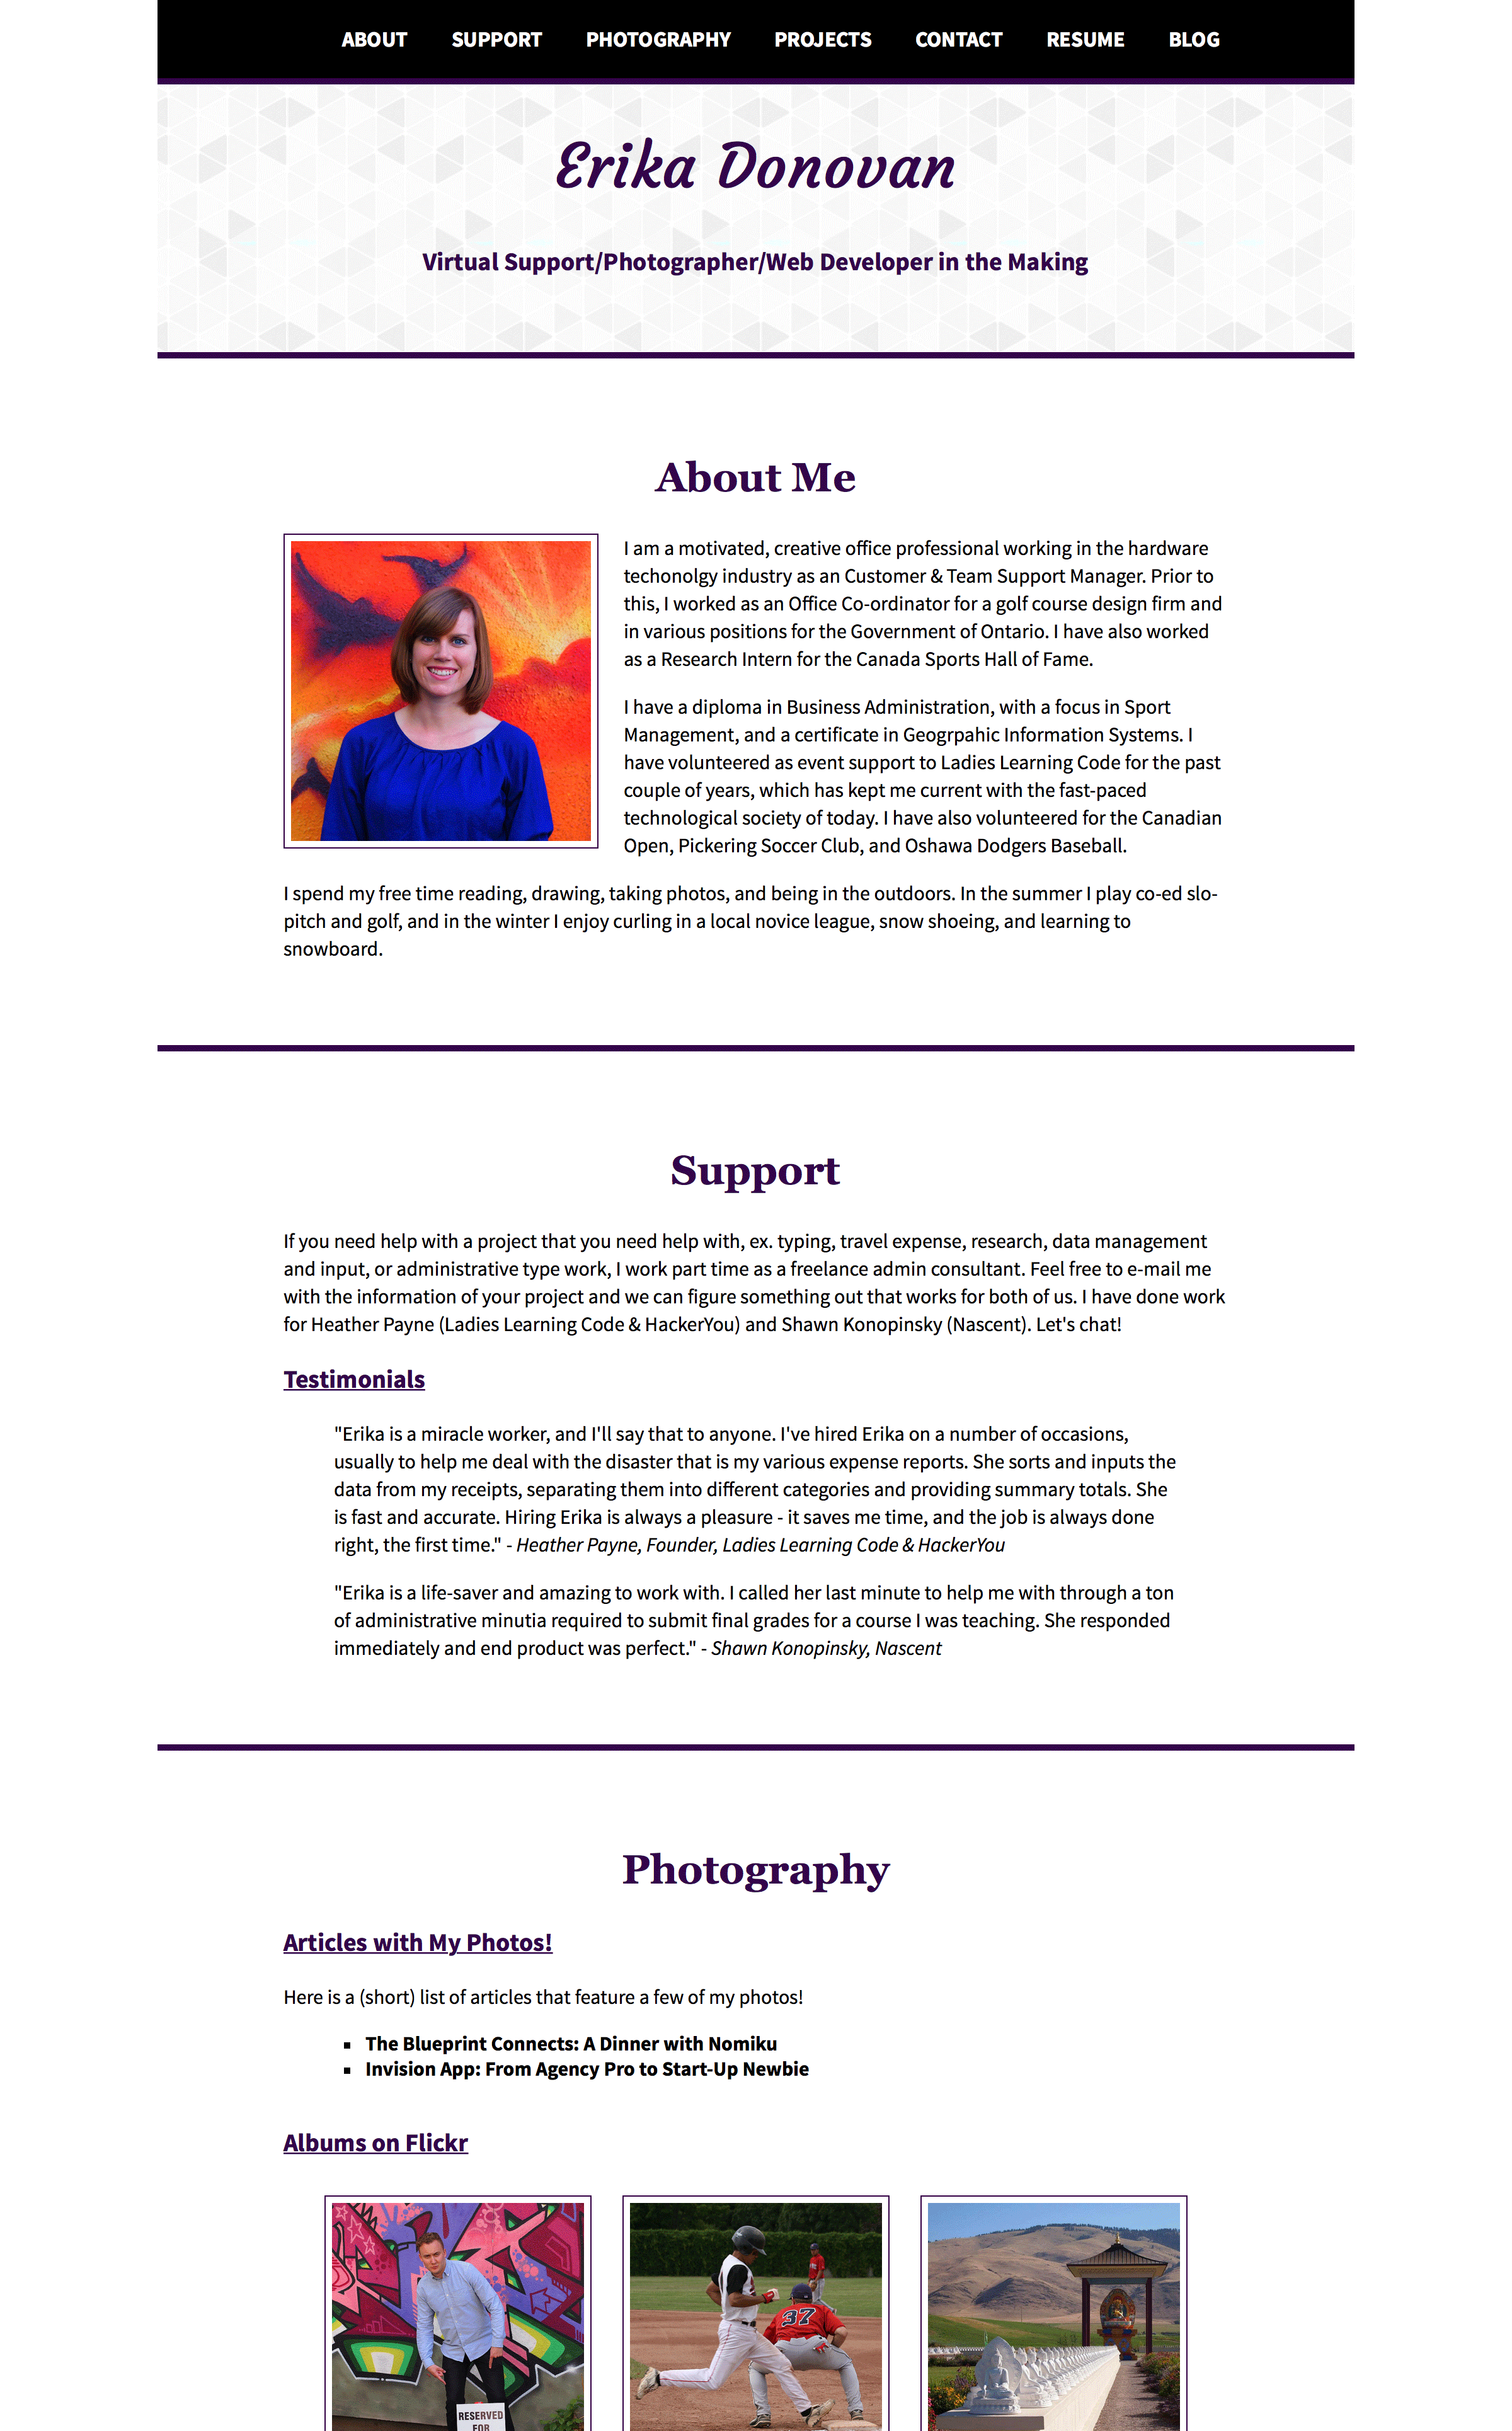 ABOUT SUPPORT PHOTOGRAPHY PROJECTS CONTACT RESUME BLOG
Erika Donovan
Virtual Support/Photographer/Web Developer in the Making
About Me
I am a motivated, creative office professional working in the hardware
techonolgy industry as an Customer & Team Support Manager. Prior to
this, I worked as an Office Co-ordinator for a golf course design firm and
in various positions for the Government of Ontario. I have also worked
as a Research Intern for the Canada Sports Hall of Fame.
I have a diploma in Business Administration, with a focus in Sport
Management, and a certificate in Geogrpahic Information Systems. I
have volunteered as event support to Ladies Learning Code for the past
couple of years, which has kept me current with the fast-paced
technological society of today. I have also volunteered for the Canadian
Open, Pickering Soccer Club, and Oshawa Dodgers Baseball.
I spend my free time reading, drawing, taking photos, and being in the outdoors. In the summer I play co-ed slo-
pitch and golf, and in the winter I enjoy curling in a local novice league, snow shoeing, and learning to
snowboard.
Support
If you need help with a project that you need help with, ex. typing, travel expense, research, data management
and input, or administrative type work, I work part time as a freelance admin consultant. Feel free to e-mail me
with the information of your project and we can figure something out that works for both of us. I have done work
for Heather Payne (Ladies Learning Code & HackerYou) and Shawn Konopinsky (Nascent). Let's chat!
Testimonials
"Erika is a miracle worker, and I'll say that to anyone. I've hired Erika on a number of occasions,
usually to help me deal with the disaster that is my various expense reports. She sorts and inputs the
data from my receipts, separating them into different categories and providing summary totals. She
is fast and accurate. Hiring Erika is always a pleasure - it saves me time, and the job is always done
right, the first time." - Heather Payne, Founder, Ladies Learning Code & HackerYou
"Erika is a life-saver and amazing to work with. I called her last minute to help me with through a ton
of administrative minutia required to submit final grades for a course I was teaching. She responded
immediately and end product was perfect." - Shawn Konopinsky, Nascent
Photography
Articles with My Photos!
Here is a (short) list of articles that feature a few of my photos!
▪ The Blueprint Connects: A Dinner with Nomiku
▪ Invision App: From Agency Pro to Start-Up Newbie
Albums on Flickr
37
RESERVED
FOR